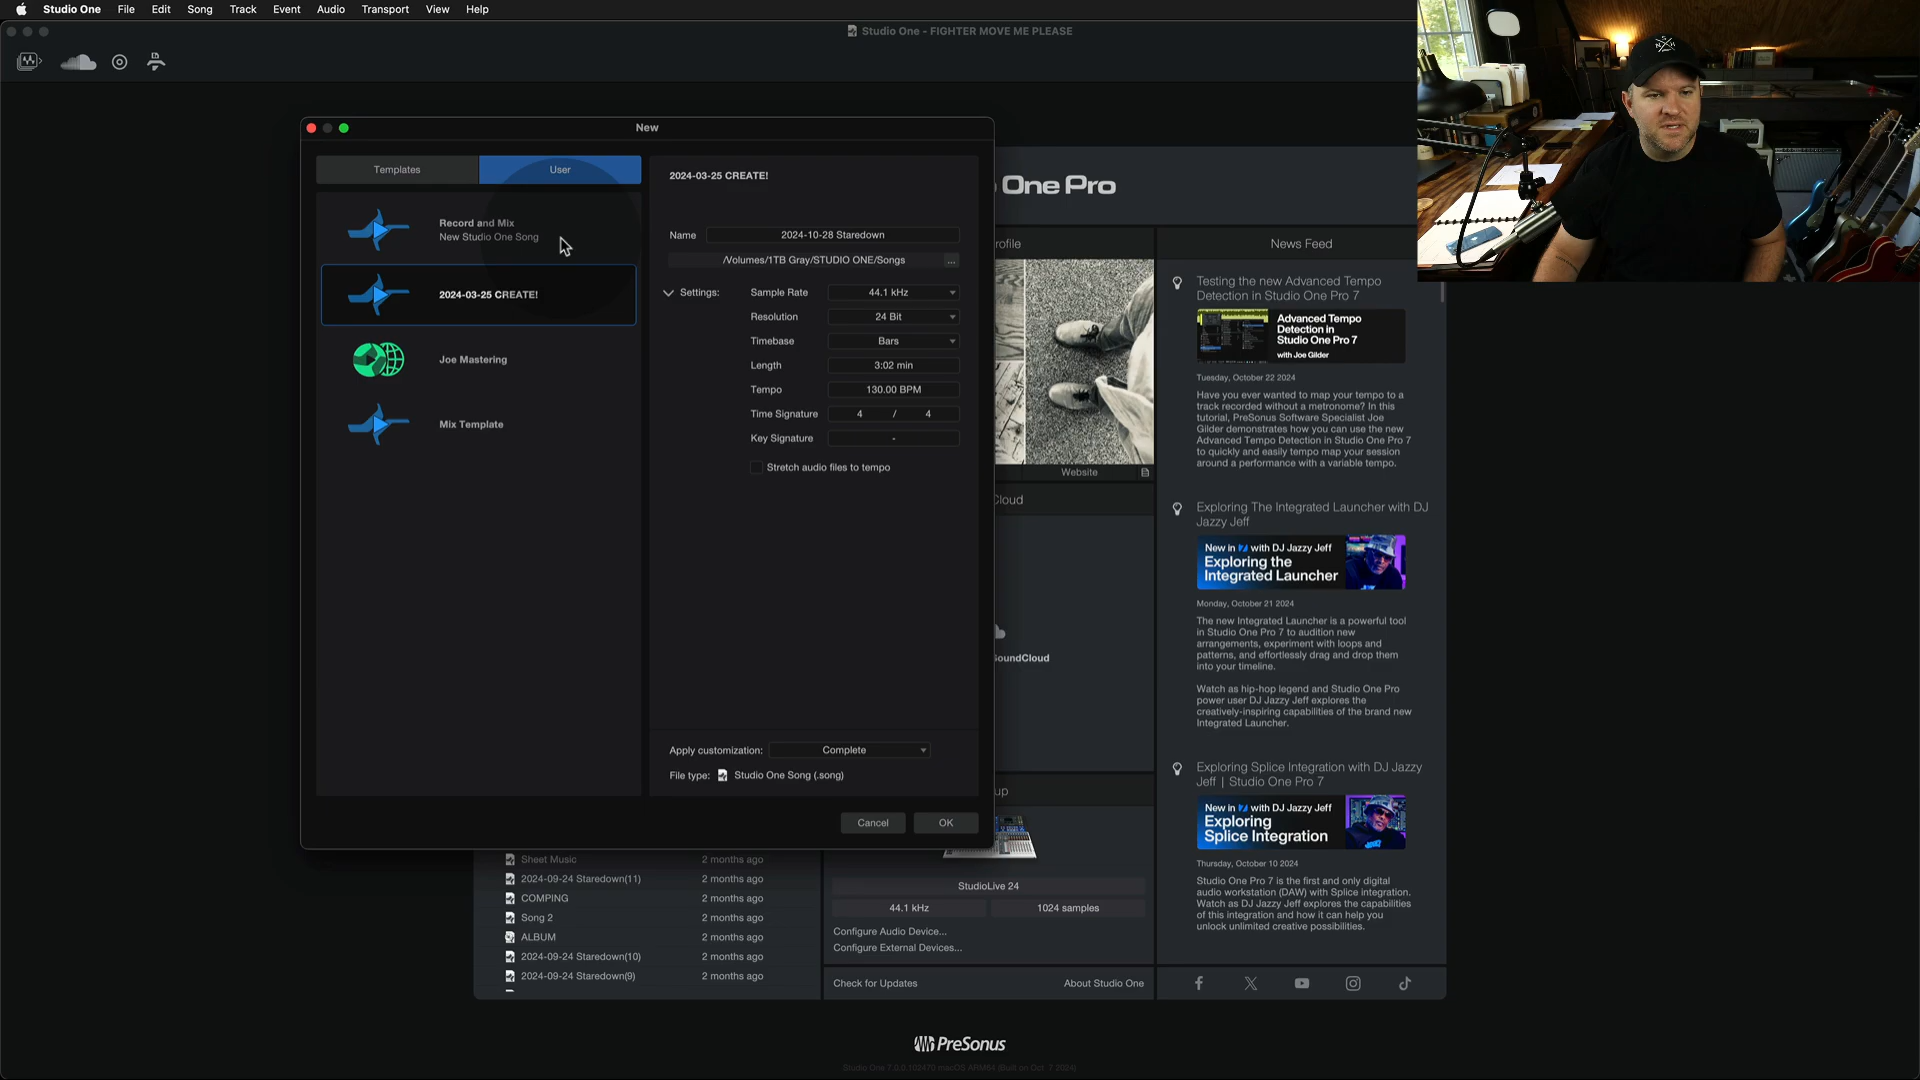 Studio One File Edit Song Track Event Audio Transport View Help
Studio One - FIGHTER MOVE ME PLEASE
New
Templates
User
Record and Mix
New Studio One Song
2024-03-25 CREATE!
Joe Mastering
Mix Template
2024-03-25 CREATE!
Name 2024-10-28 Staredown
/Volumes/1TB Gray/STUDIO ONE/Songs ...
Settings: Sample Rate 44.1 kHz
Resolution 24 Bit
Timebase Bars
Length 3:02 min
Tempo 130.00 BPM
Time Signature 4 / 4
Key Signature -
Stretch audio files to tempo
Apply customization: Complete
File type: Studio One Song (.song)
Cancel
OK
One Pro
rofile
Website
Cloud
SoundCloud
up
Sheet Music 2 months ago
2024-09-24 Staredown(11) 2 months ago
COMPING 2 months ago
Song 2 2 months ago
ALBUM 2 months ago
2024-09-24 Staredown(10) 2 months ago
2024-09-24 Staredown(9) 2 months ago
StudioLive 24
44.1 kHz 1024 samples
Configure Audio Device...
Configure External Devices...
Check for Updates About Studio One
News Feed
Testing the new Advanced Tempo
Detection in Studio One Pro 7
Advanced Tempo
Detection in
Studio One Pro 7
with Joe Gilder
Tuesday, October 22 2024
Have you ever wanted to map your tempo to a
track recorded without a metronome? In this
tutorial, PreSonus Software Specialist Joe
Gilder demonstrates how you can use the new
Advanced Tempo Detection in Studio One Pro 7
to quickly and easily tempo map your session
around a performance with a variable tempo.
Exploring The Integrated Launcher with DJ
Jazzy Jeff
New in 7 with DJ Jazzy Jeff
Exploring the
Integrated Launcher
Monday, October 21 2024
The new Integrated Launcher is a powerful tool
in Studio One Pro 7 to audition new
arrangements, experiment with loops and
patterns, and effortlessly drag and drop them
into your timeline.
Watch as hip-hop legend and Studio One Pro
power user DJ Jazzy Jeff explores the
creatively-inspiring capabilities of the brand new
Integrated Launcher.
Exploring Splice Integration with DJ Jazzy
Jeff | Studio One Pro 7
New in 7 with DJ Jazzy Jeff
Exploring
Splice Integration
Thursday, October 10 2024
Studio One Pro 7 is the first and only digital
audio workstation (DAW) with Splice integration.
Watch as DJ Jazzy Jeff explores the capabilities
of this integration and how it can help you
unlock unlimited creative possibilities.
PreSonus
Studio One 7.0.0.102470 macOS ARM64 (Built on Oct 7 2024)